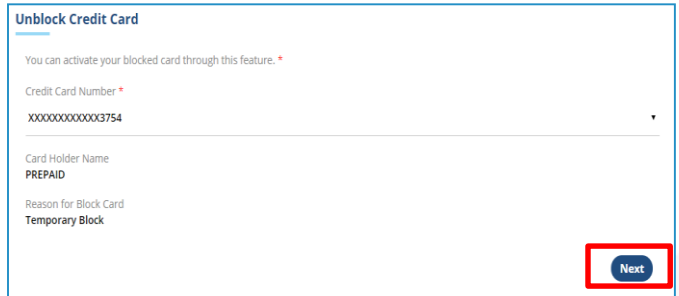 Unblock Credit Card
You can activate your blocked card through this feature. *
Credit Card Number *
XXXXXXXXXXXX3754
Card Holder Name
PREPAID
Reason for Block Card
Temporary Block
Next